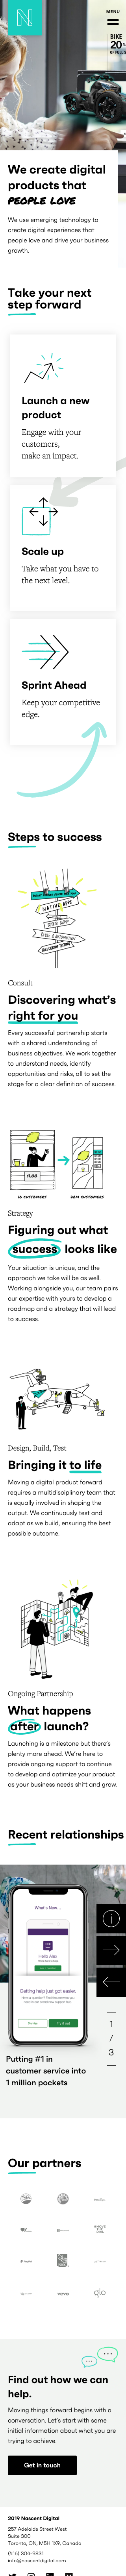 MENU
BIKE
20
We create digital
products that
PEOPLE LOVE
We use emerging technology to
create digital experiences that
people love and drive your business
growth.
Take your next
step forward
Launch a new
product
Engage with your
customers,
make an impact.
Scale up
Take what you have to
the next level.
Sprint Ahead
Keep your competitive
edge.
Steps to success
NATIVE APPS
WEB APP
Consult
Discovering what's
right for you
Every successful partnership starts
with a shared understanding of
business objectives. We work together
to understand needs, identify
opportunities and risks, all to set the
stage for a clear definition of success.
10 CUSTOMERS
Strategy
Figuring out what
success looks like
Your situation is unique, and the
approach we take will be as well.
Working alongside you, our team pairs
our expertise with yours to develop a
roadmap and a strategy that will lead
to success.
Design, Build, Test
Bringing it to life
Moving a digital product forward
requires a multidisciplinary team that
is equally involved in shaping the
output. We continuously test and
adapt as we build, ensuring the best
possible outcome.
Ongoing Partnership
What happens
after launch?
Launching is a milestone but there's
plenty more ahead. We're here to
provide ongoing support to continue
to develop and optimize your product
as your business needs shift and grow.
Recent relationships
What's New...
Hello Alex
Getting help just got easier.
Try it out
Putting #1 in
customer service into
1 million pockets
1
/
3
Our partners
glo
Find out how we can
help.
Moving things forward begins with a
conversation. Let's start with some
initial information about what you are
trying to achieve.
Get in touch
2019 Nascent Digital
257 Adelaide Street West
Suite 300
Toronto, ON, M5H 1X9, Canada
(416) 304-9831
info@nascentdigital.com